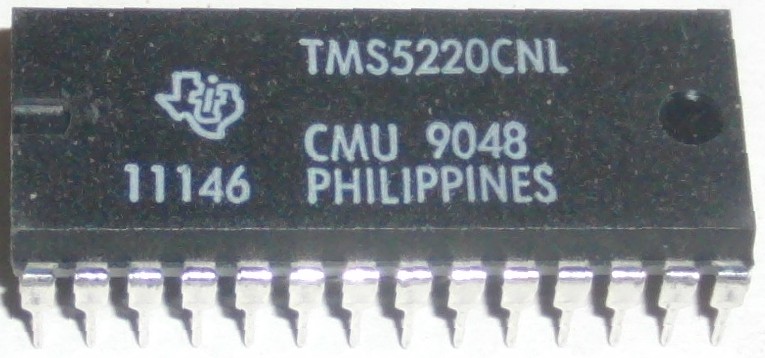 TMS5220CNL
CMU 9048
11146 PHILIPPINES